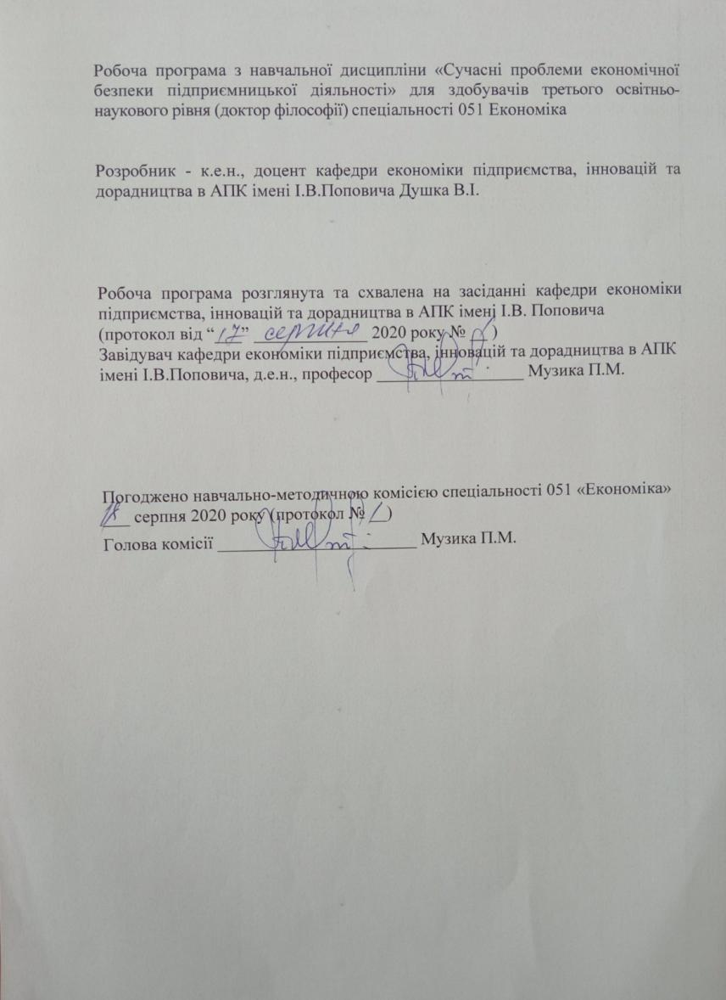 Робоча програма з навчальної дисципліни «Сучасні проблеми економічної
безпеки підприємницької діяльності» для здобувачів третього освітньо-
наукового рівня (доктор філософії) спеціальності 051 Економіка
Розробник - к.е.н., доцент кафедри економіки підприємства, інновацій та
дорадництва в АПК імені І.В.Поповича Душка В.І.
Робоча програма розглянута та схвалена на засіданні кафедри економіки
підприємства, інновацій та дорадництва в АПК імені І.В. Поповича
(протокол від “17” серпня 2020 року № )
Завідувач кафедри економіки підприємства, інновацій та дорадництва в АПК
імені І.В.Поповича, д.е.н., професор Музика П.М.
Погоджено навчально-методичною комісією спеціальності 051 «Економіка»
18 серпня 2020 року (протокол № 1)
Голова комісії Музика П.М.